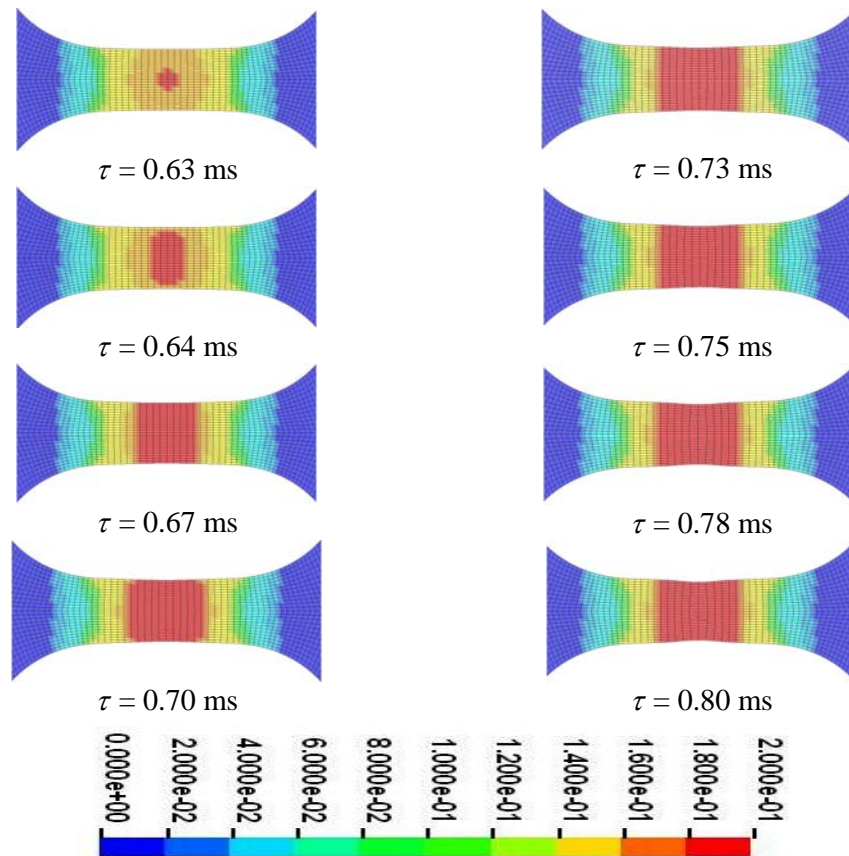 τ = 0.63 ms
τ = 0.73 ms
τ = 0.64 ms
τ = 0.75 ms
τ = 0.67 ms
τ = 0.78 ms
τ = 0.70 ms
τ = 0.80 ms
0.000e+00
2.000e-02
4.000e-02
6.000e-02
8.000e-02
1.000e-01
1.200e-01
1.400e-01
1.600e-01
1.800e-01
2.000e-01